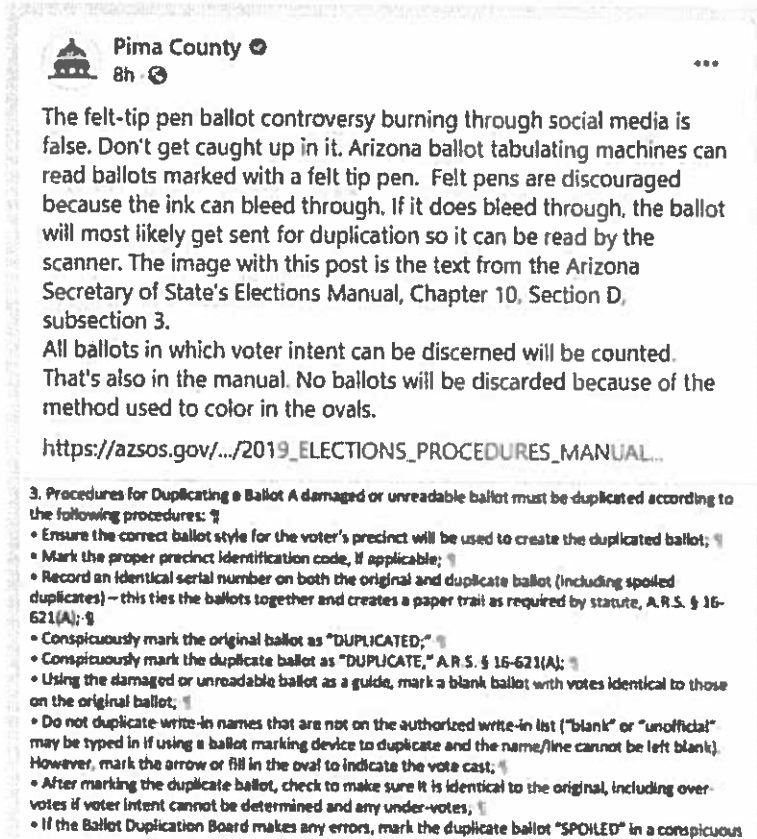 Pima County
8h
The felt-tip pen ballot controversy burning through social media is
false. Don't get caught up in it. Arizona ballot tabulating machines can
read ballots marked with a felt tip pen. Felt pens are discouraged
because the ink can bleed through. If it does bleed through, the ballot
will most likely get sent for duplication so it can be read by the
scanner. The image with this post is the text from the Arizona
Secretary of State's Elections Manual, Chapter 10, Section D,
subsection 3.
All ballots in which voter intent can be discerned will be counted.
That's also in the manual. No ballots will be discarded because of the
method used to color in the ovals.
https://azsos.gov/.../2019_ELECTIONS_PROCEDURES_MANUAL...
3. Procedures for Duplicating a Ballot A damaged or unreadable ballot must be duplicated according to
the following procedures: ¶
• Ensure the correct ballot style for the voter's precinct will be used to create the duplicated ballot; ¶
• Mark the proper precinct identification code, if applicable; ¶
• Record an identical serial number on both the original and duplicate ballot (including spoiled
duplicates) – this ties the ballots together and creates a paper trail as required by statute, A.R.S. § 16-
621(A); ¶
• Conspicuously mark the original ballot as "DUPLICATED;" ¶
• Conspicuously mark the duplicate ballot as "DUPLICATE," A.R.S. § 16-621(A); ¶
• Using the damaged or unreadable ballot as a guide, mark a blank ballot with votes identical to those
on the original ballot; ¶
• Do not duplicate write-in names that are not on the authorized write-in list ("blank" or "unofficial"
may be typed in if using a ballot marking device to duplicate and the name/line cannot be left blank).
However, mark the arrow or fill in the oval to indicate the vote cast; ¶
• After marking the duplicate ballot, check to make sure it is identical to the original, including over-
votes if voter intent cannot be determined and any under-votes; ¶
• If the Ballot Duplication Board makes any errors, mark the duplicate ballot "SPOILED" in a conspicuous